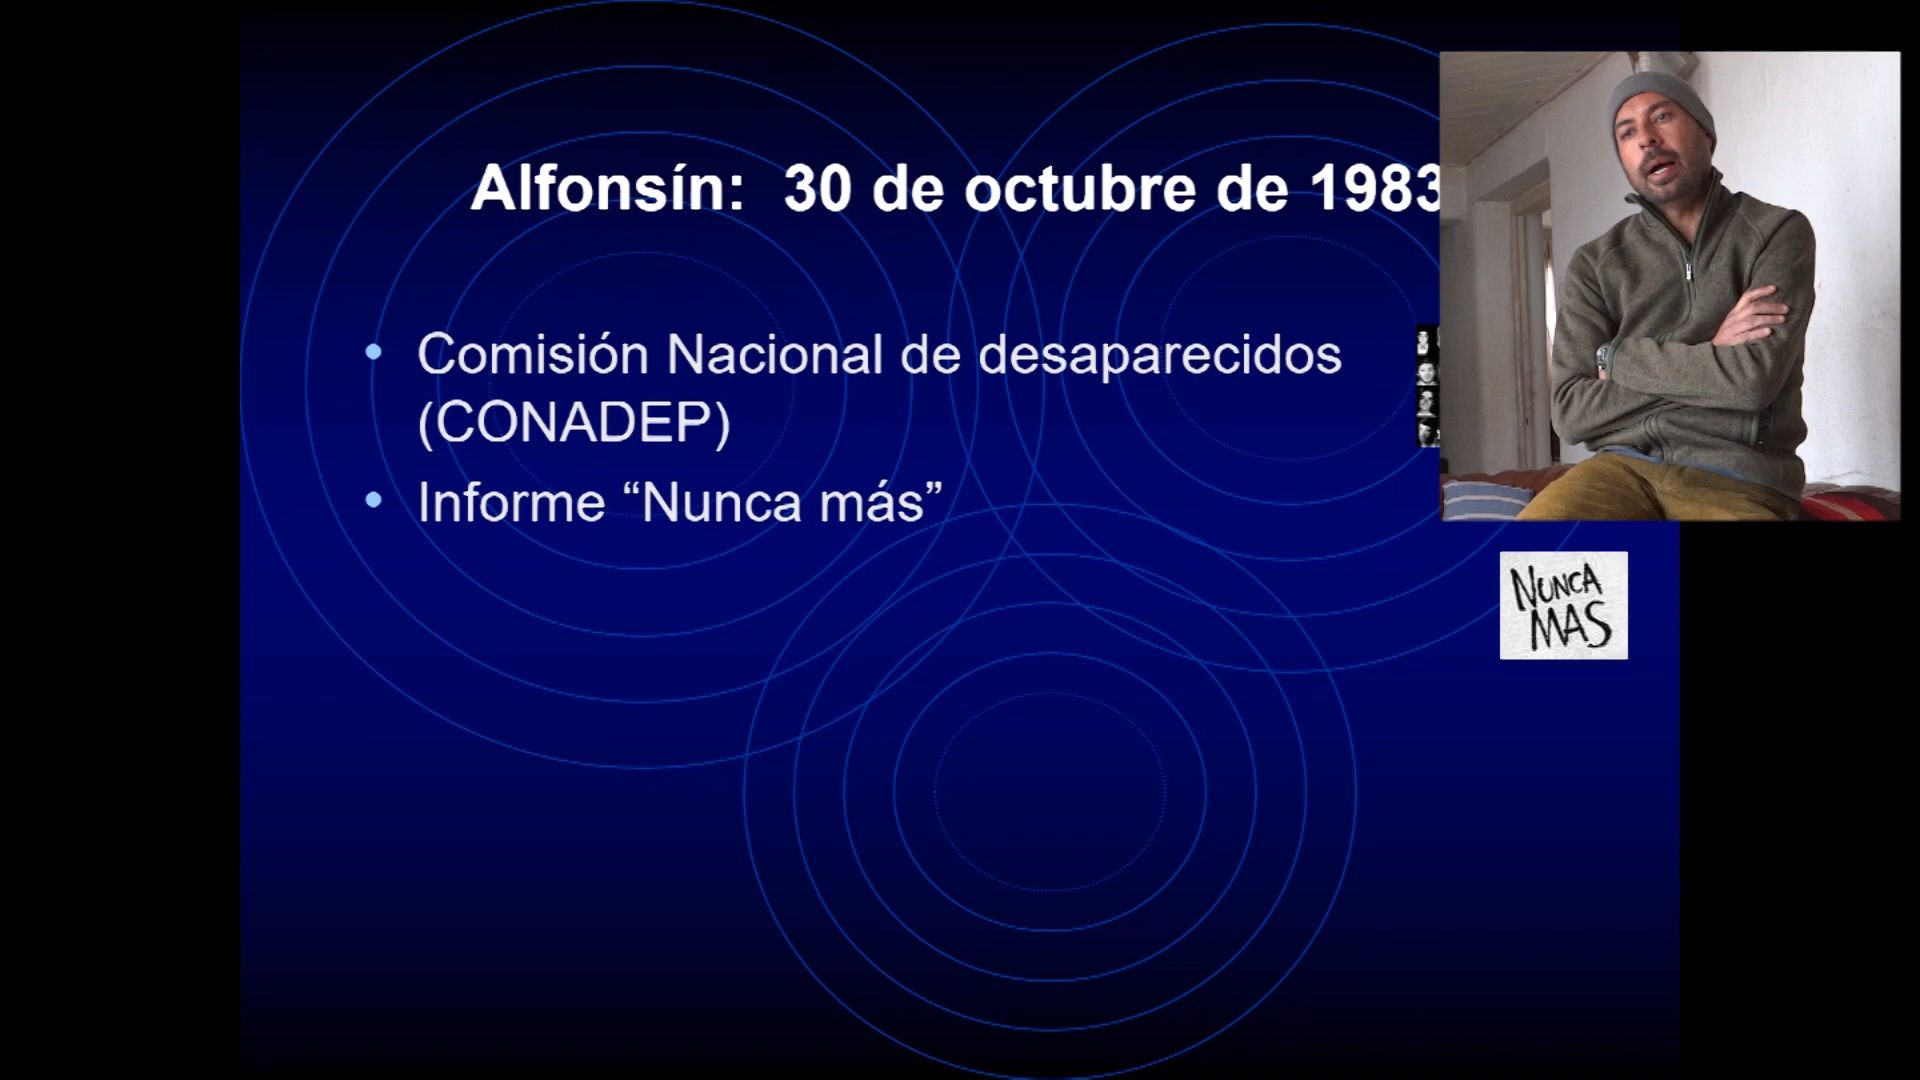 Alfonsín: 30 de octubre de 1983
Comisión Nacional de desaparecidos
(CONADEP)
Informe “Nunca más”
NUNCA
MAS